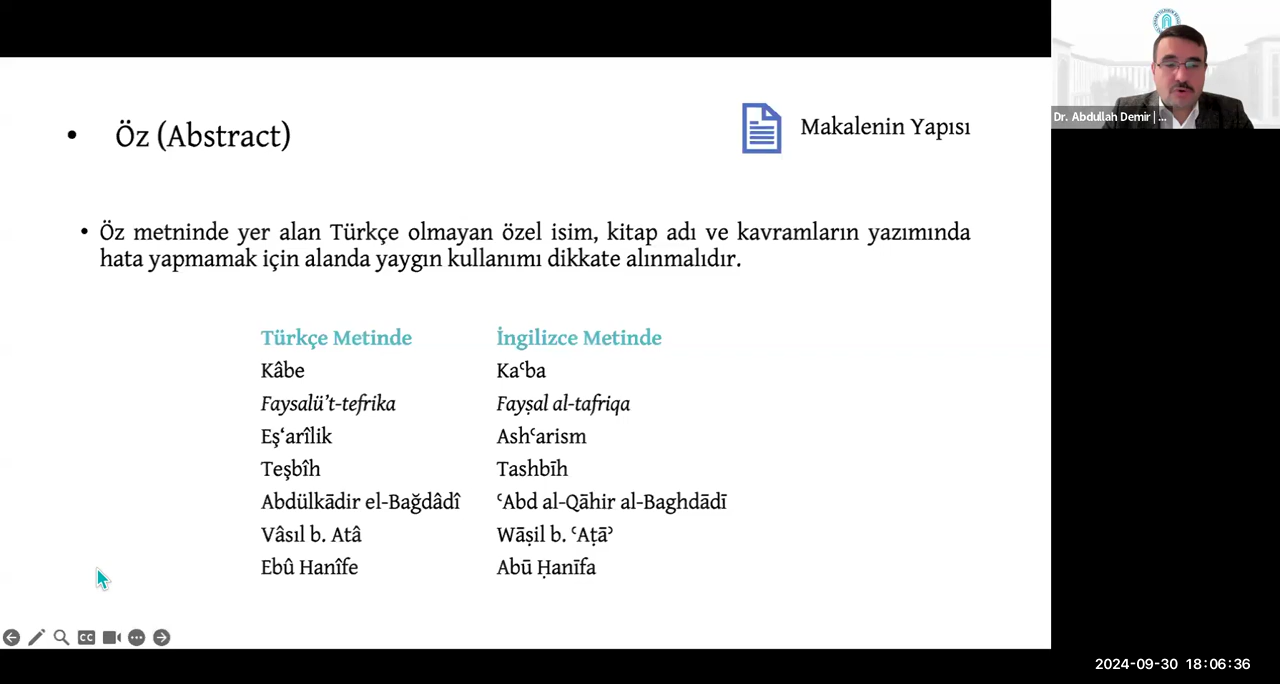 Öz (Abstract)
Makalenin Yapısı
Öz metninde yer alan Türkçe olmayan özel isim, kitap adı ve kavramların yazımında
hata yapmamak için alanda yaygın kullanımı dikkate alınmalıdır.
Türkçe Metinde İngilizce Metinde
Kâbe Kaʿba
Faysalü’t-tefrika Fayṣal al-tafriqa
Eş‘arîlik Ashʿarism
Teşbîh Tashbīh
Abdülkādir el-Bağdâdî ʿAbd al-Qāhir al-Baghdādī
Vâsıl b. Atâ Wāṣil b. ʿAṭāʾ
Ebû Hanîfe Abū Ḥanīfa
CC
Dr. Abdullah Demir | ...
2024-09-30 18:06:36